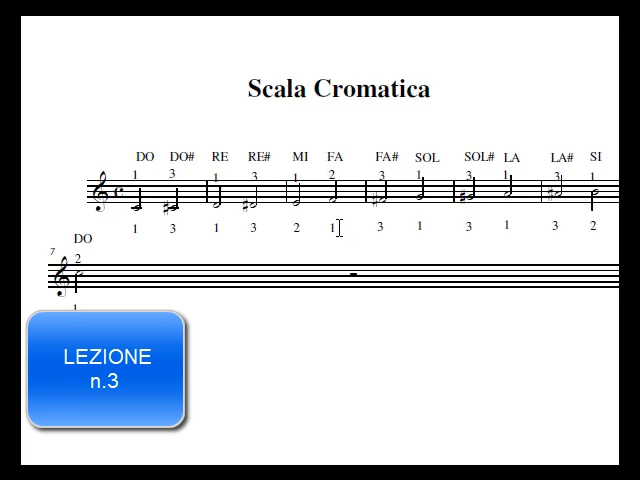 Scala Cromatica
DO DO# RE RE# MI FA FA# SOL SOL# LA LA# SI
1 3 1 3 1 2 3 1 3 1 3 1
1 3 1 3 2 1 3 1 3 1 3 2
DO
7 2
1
LEZIONE
n.3